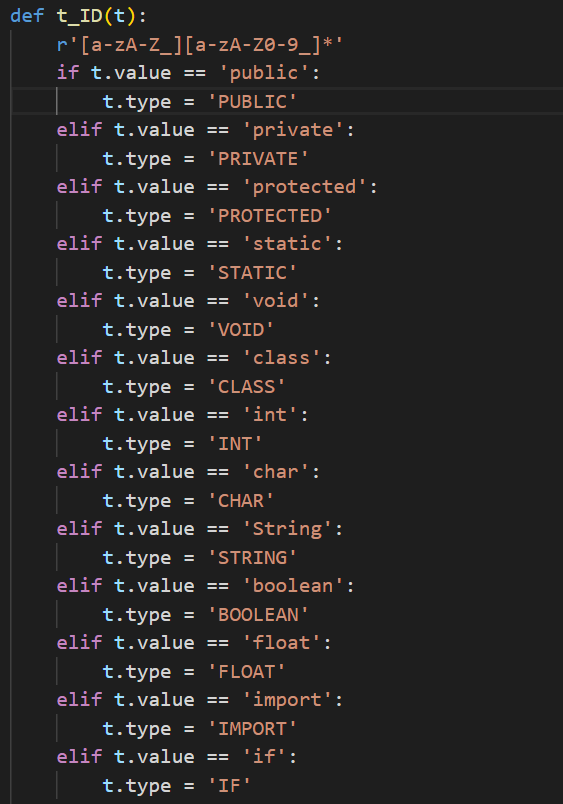 def t_ID(t):
    r'[a-zA-Z_][a-zA-Z0-9_]*'
    if t.value == 'public':
        t.type = 'PUBLIC'
    elif t.value == 'private':
        t.type = 'PRIVATE'
    elif t.value == 'protected':
        t.type = 'PROTECTED'
    elif t.value == 'static':
        t.type = 'STATIC'
    elif t.value == 'void':
        t.type = 'VOID'
    elif t.value == 'class':
        t.type = 'CLASS'
    elif t.value == 'int':
        t.type = 'INT'
    elif t.value == 'char':
        t.type = 'CHAR'
    elif t.value == 'String':
        t.type = 'STRING'
    elif t.value == 'boolean':
        t.type = 'BOOLEAN'
    elif t.value == 'float':
        t.type = 'FLOAT'
    elif t.value == 'import':
        t.type = 'IMPORT'
    elif t.value == 'if':
        t.type = 'IF'